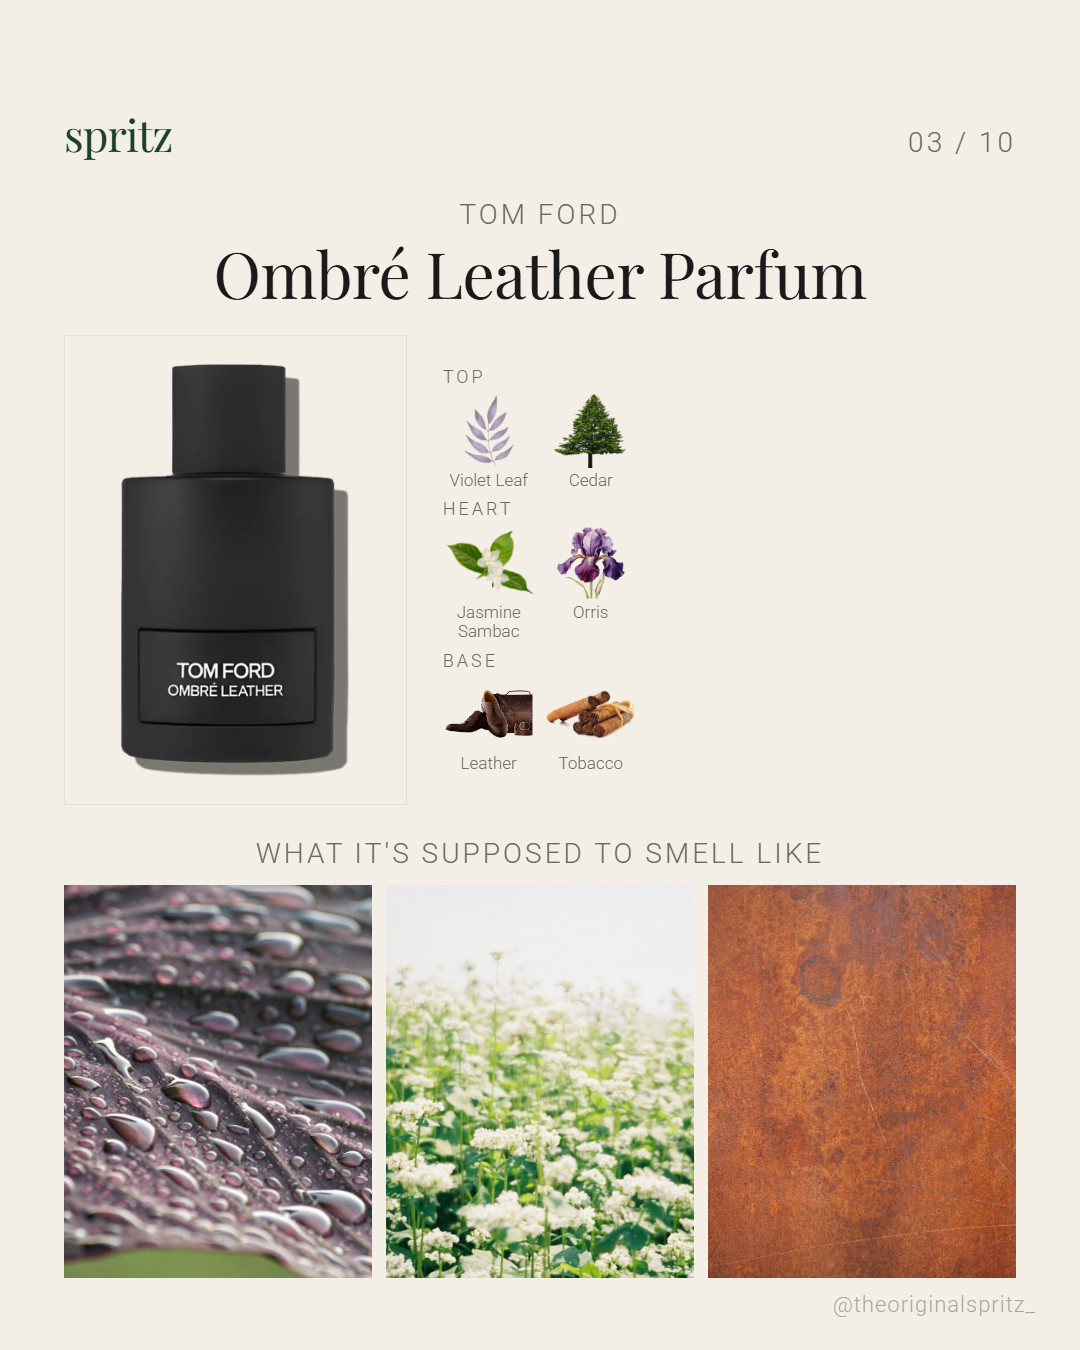 spritz
03 / 10
TOM FORD
Ombré Leather Parfum
TOM FORD
OMBRÉ LEATHER
TOP
Violet Leaf
Cedar
HEART
Jasmine
Sambac
Orris
BASE
Leather
Tobacco
WHAT IT'S SUPPOSED TO SMELL LIKE
@theoriginalspritz_